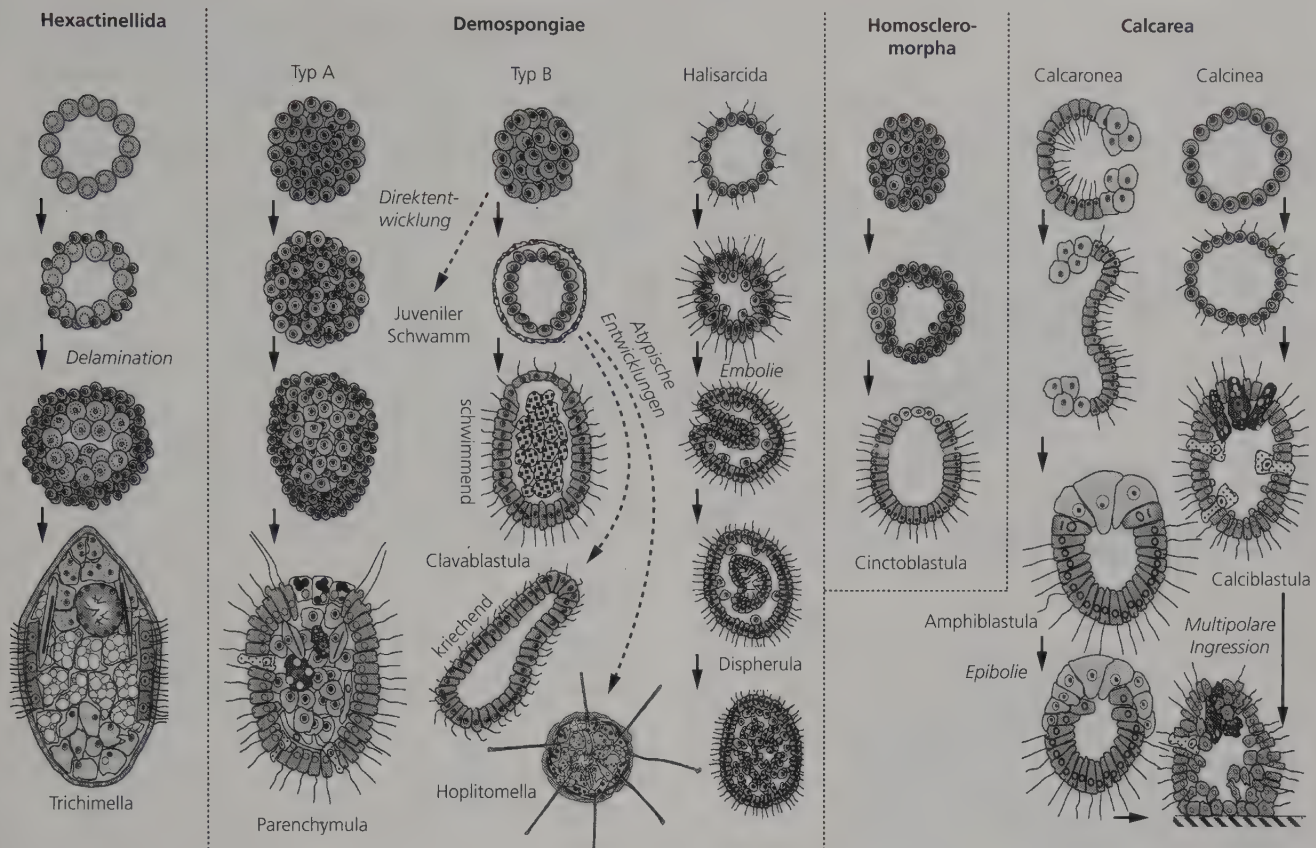 Hexactinellida
Delamination
Trichimella
Demospongiae
Typ A
Parenchymula
Typ B
Direktent-
wicklung
Juveniler
Schwamm
Atypische
Entwicklungen
schwimmend
Clavablastula
kriechend
Hoplitomella
Halisarcida
Embolie
Dispherula
Homosclero-
morpha
Cinctoblastula
Calcarea
Calcaronea
Amphiblastula
Epibolie
Calcinea
Calciblastula
Multipolare
Ingression